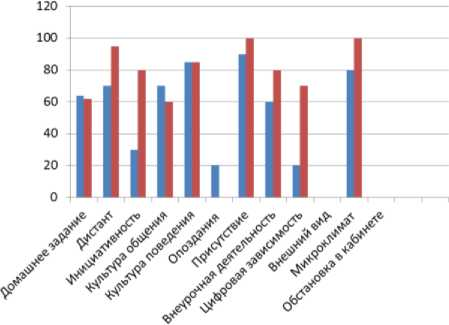 120
100
80
60
40
20
0
Домашнее задание
Дистант
Инициативность
Культура общения
Культура поведения
Опоздания
Присутствие
Внеурочная деятельность
Цифровая зависимость
Внешний вид
Микроклимат
Обстановка в кабинете